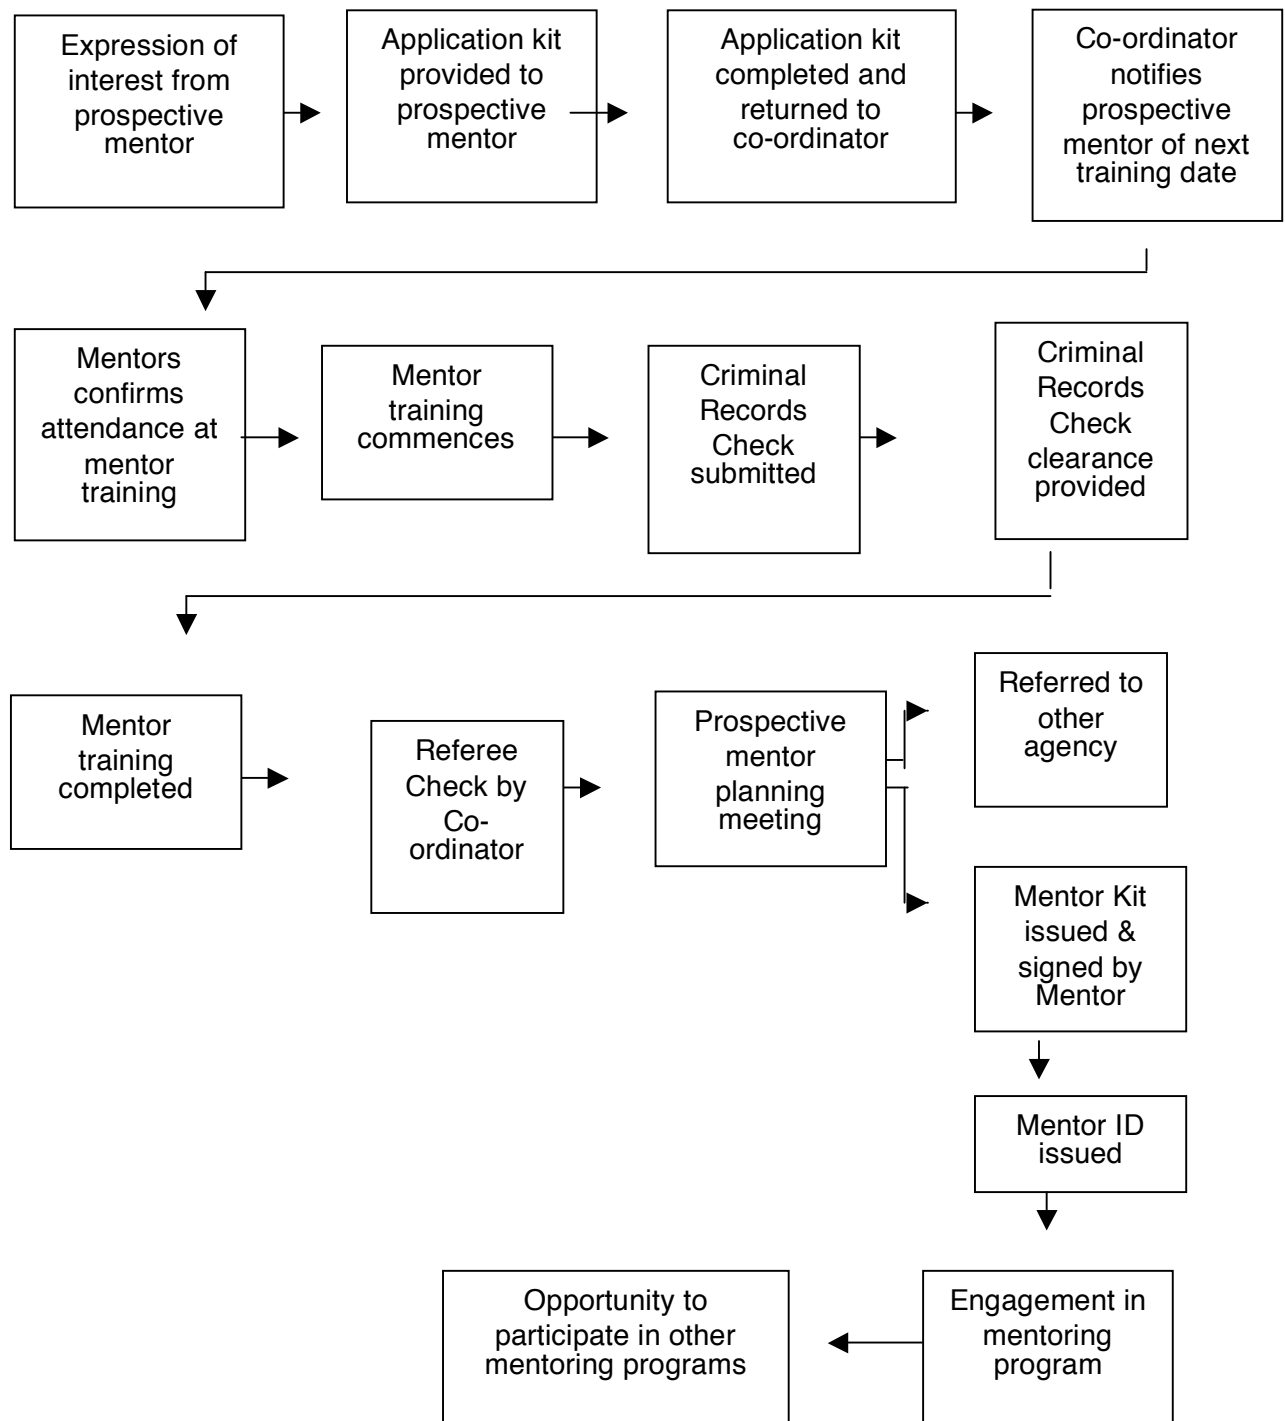 Expression of
interest from
prospective
mentor
Application kit
provided to
prospective
mentor
Application kit
completed and
returned to
co-ordinator
Co-ordinator
notifies
prospective
mentor of next
training date
Mentors
confirms
attendance at
mentor
training
Mentor
training
commences
Criminal
Records
Check
submitted
Criminal
Records
Check
clearance
provided
Mentor
training
completed
Referee
Check by
Co-
ordinator
Prospective
mentor
planning
meeting
Referred to
other
agency
Mentor Kit
issued &
signed by
Mentor
Mentor ID
issued
Opportunity to
participate in other
mentoring programs
Engagement in
mentoring
program